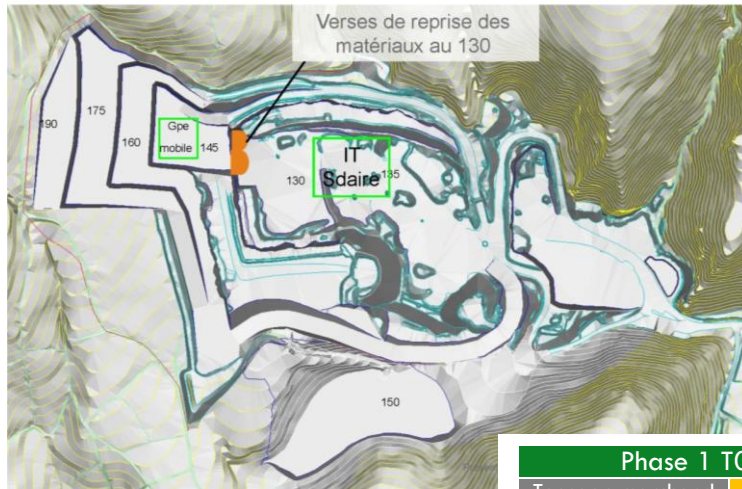 Verses de reprise des
matériaux au 130
190
175
160
Gpe
mobile
145
130
IT
Sdaire
135
150
Phase 1 T0